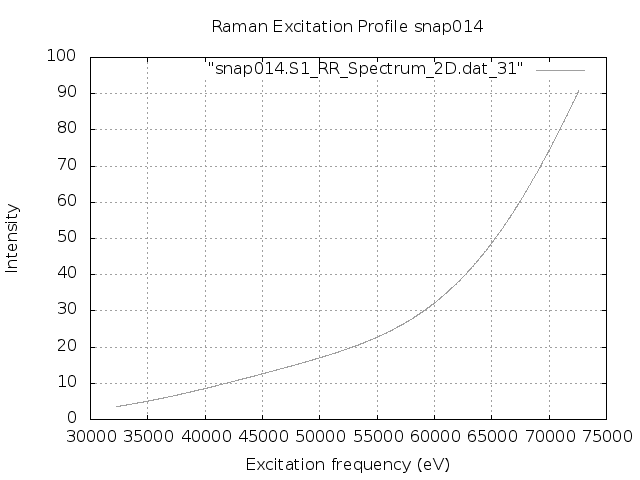 Raman Excitation Profile snap014
"snap014.S1_RR_Spectrum_2D.dat_31"
100
90
80
70
60
50
40
30
20
10
0
Intensity
30000 35000 40000 45000 50000 55000 60000 65000 70000 75000
Excitation frequency (eV)